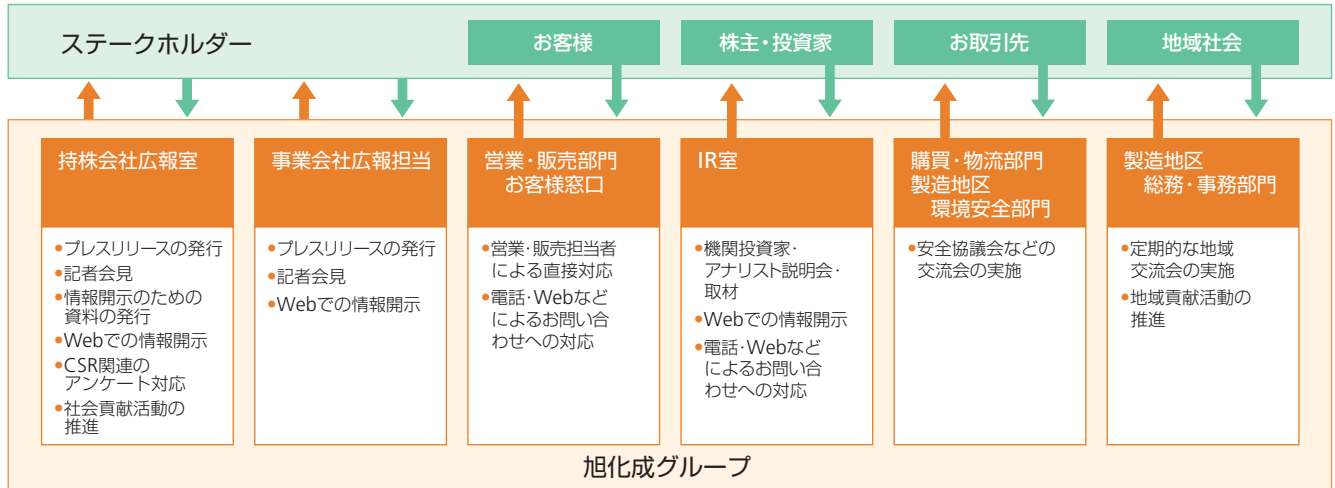 ステークホルダー
お客様
株主・投資家
お取引先
地域社会
持株会社広報室
•プレスリリースの発行
•記者会見
•情報開示のための
資料の発行
•Webでの情報開示
•CSR関連の
アンケート対応
•社会貢献活動の
推進
事業会社広報担当
•プレスリリースの発行
•記者会見
•Webでの情報開示
営業・販売部門
お客様窓口
•営業・販売担当者
による直接対応
•電話・Webなど
によるお問い合
わせへの対応
IR室
•機関投資家・
アナリスト説明会・
取材
•Webでの情報開示
•電話・Webなど
によるお問い合
わせへの対応
購買・物流部門
製造地区
環境安全部門
•安全協議会などの
交流会の実施
製造地区
総務・事務部門
•定期的な地域
交流会の実施
•地域貢献活動の
推進
旭化成グループ